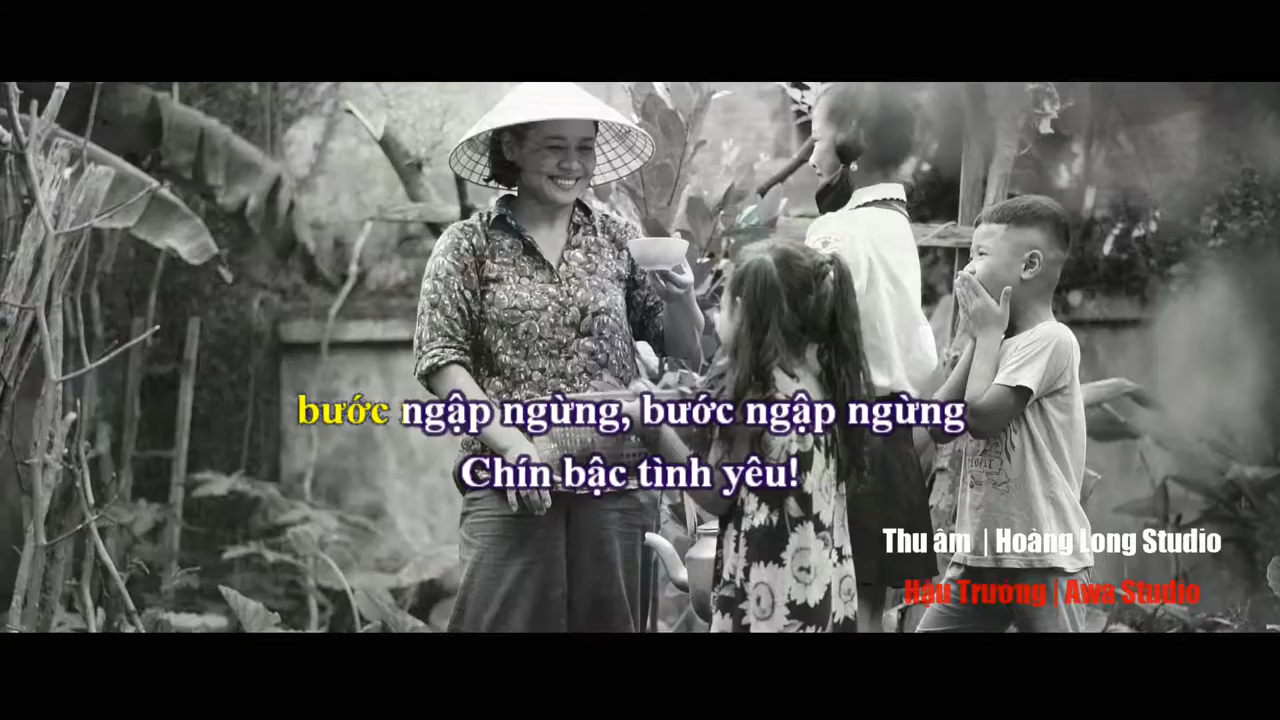 bước ngập ngừng, bước ngập ngừng
Chín bậc tình yêu!
Thu âm | Hoàng Long Studio
Hậu Trường | Awa Studio